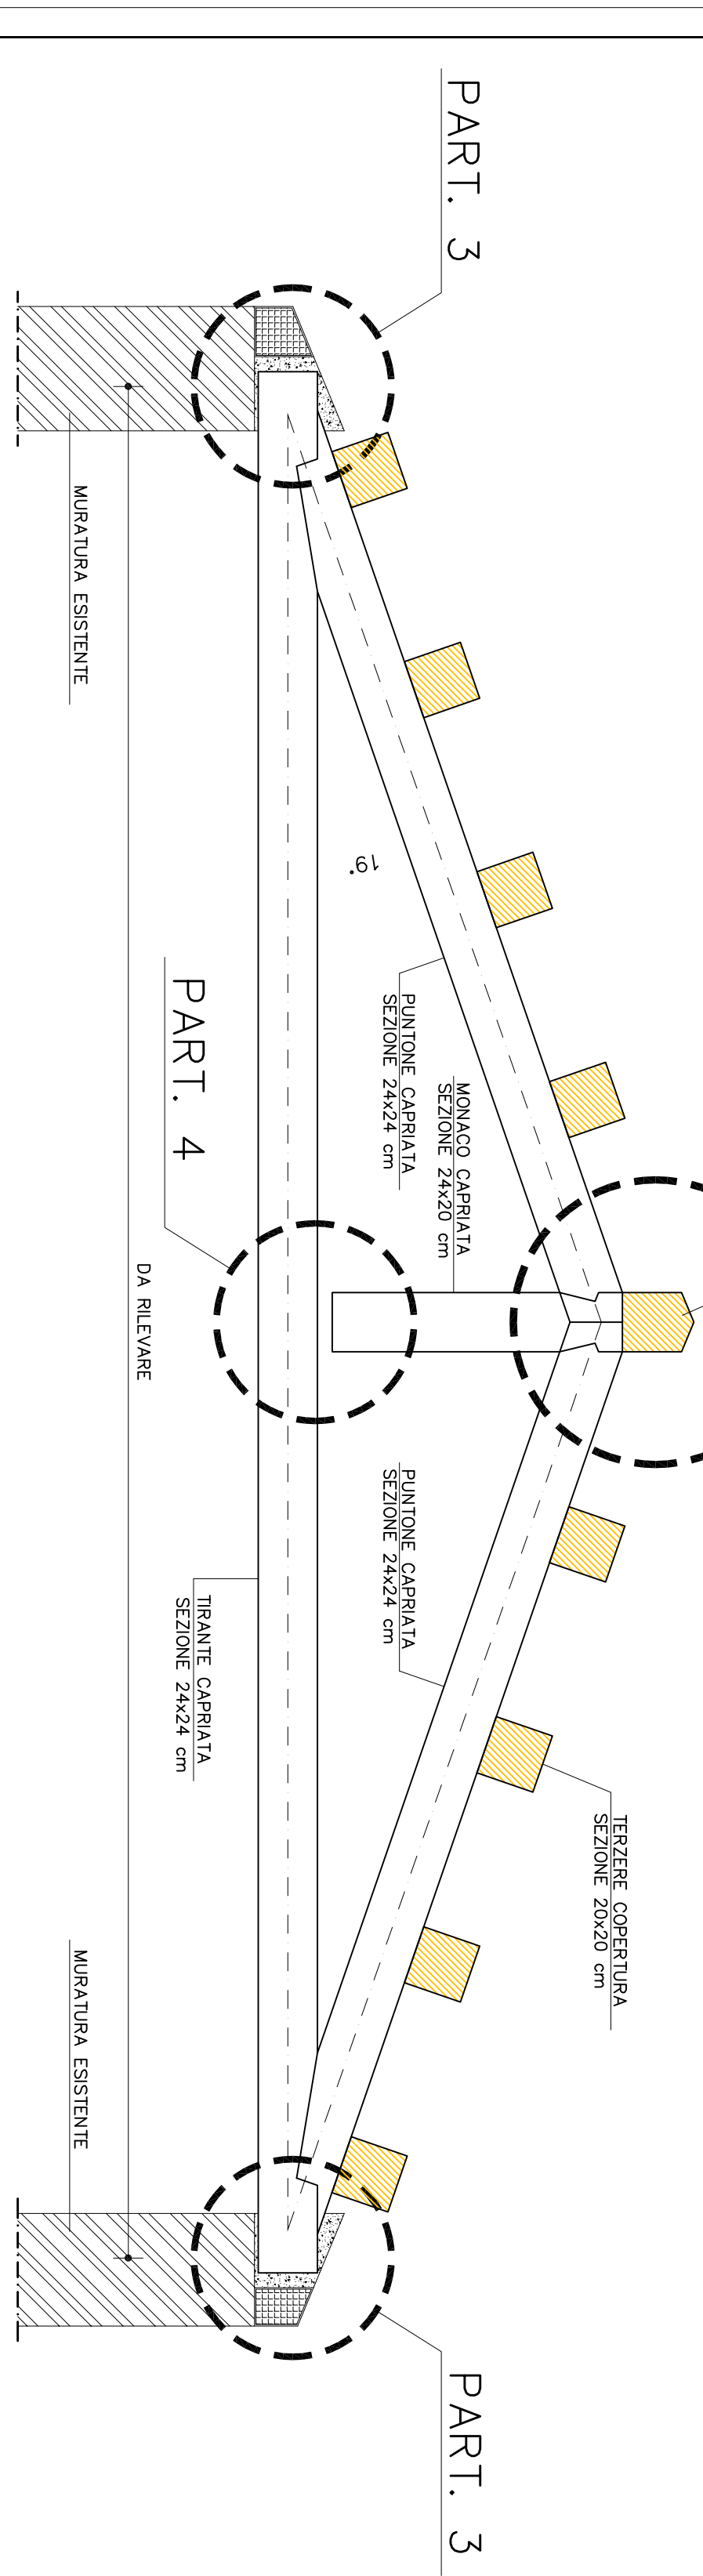 PART. 3
MURATURA ESISTENTE
19°
PART. 4
PUNTONE CAPRIATA
SEZIONE 24x24 cm
MONACO CAPRIATA
SEZIONE 24x20 cm
DA RILEVARE
PUNTONE CAPRIATA
SEZIONE 24x24 cm
TIRANTE CAPRIATA
SEZIONE 24x24 cm
TERZERE COPERTURA
SEZIONE 20x20 cm
MURATURA ESISTENTE
PART. 3